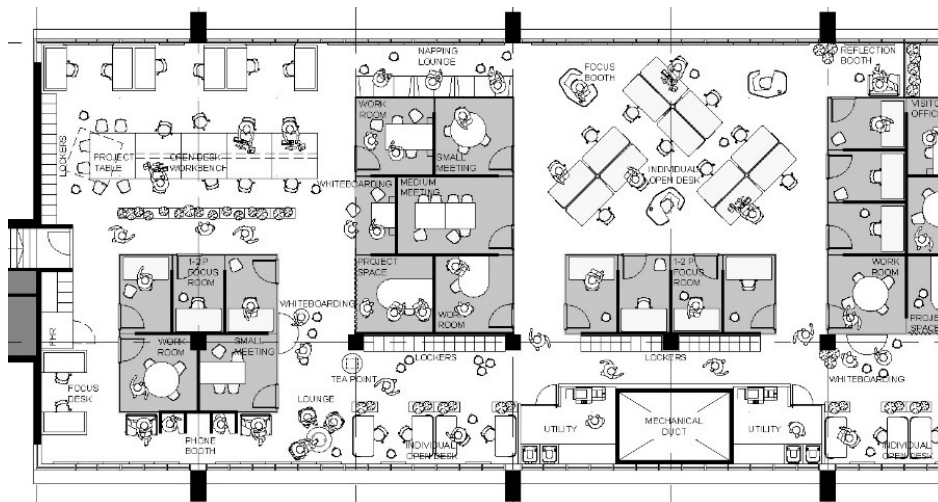 NAPPING
LOUNGE
FOCUS
BOOTH
REFLECTION
BOOTH
WORK
ROOM
SMALL
MEETING
VISITO
OFFICE
LOCKERS
PROJECT
TABLE
OPEN DESK
WORKBENCH
WHITEBOARDING
MEDIUM
MEETING
INDIVIDUAL
OPEN DESK
1-2 P
FOCUS
ROOM
PROJECT
SPACE
WORK
ROOM
1-2 P
FOCUS
ROOM
WORK
ROOM
PROJE
SPACE
WHITEBOARDING
WORK
ROOM
SMALL
MEETING
FOCUS
DESK
LOCKERS
LOCKERS
TEA POINT
WHITEBOARDING
LOUNGE
PHONE
BOOTH
INDIVIDUAL
OPEN DESK
UTILITY
MECHANICAL
DUCT
UTILITY
INDIVIDUAL
OPEN DESK